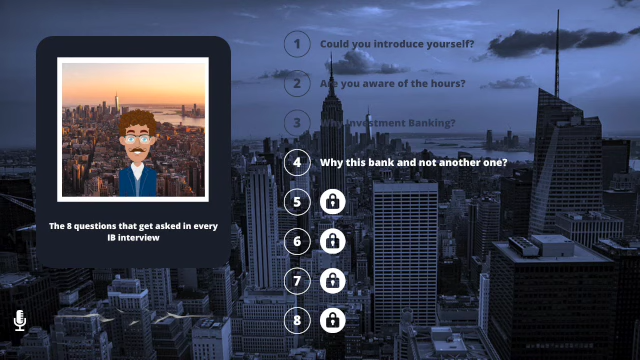 1 Could you introduce yourself?
2 Are you aware of the hours?
3 Why Investment Banking?
4 Why this bank and not another one?
5
6
7
8
The 8 questions that get asked in every
IB interview